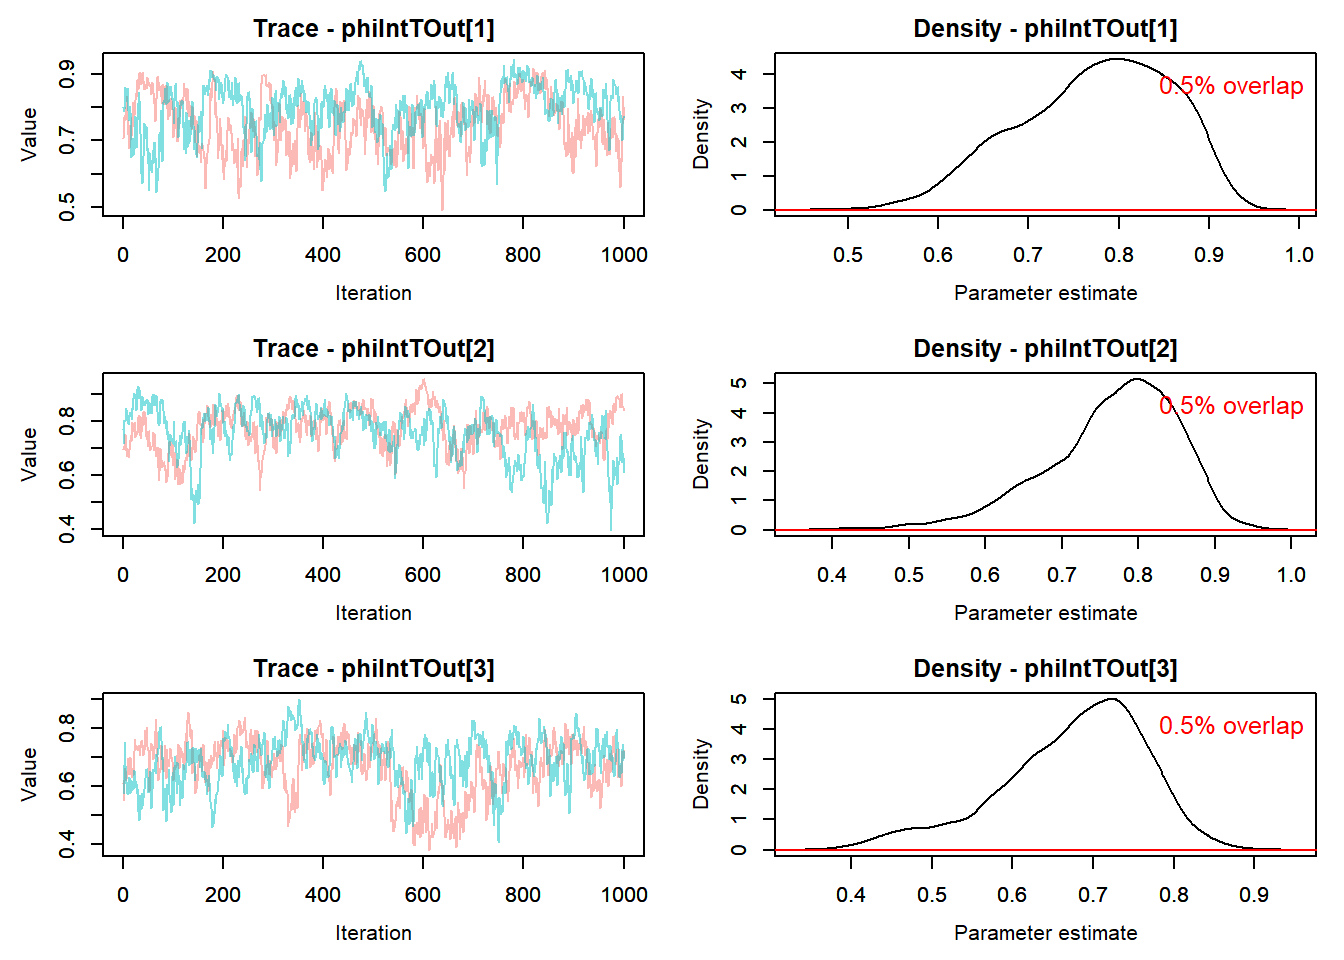 Trace - phiIntTOut[1]
Value
0.5 0.7 0.9
0 200 400 600 800 1000
Iteration
Density - phiIntTOut[1]
0.5% overlap
Density
0 1 2 3 4
0.5 0.6 0.7 0.8 0.9 1.0
Parameter estimate
Trace - phiIntTOut[2]
Value
0.4 0.6 0.8
0 200 400 600 800 1000
Iteration
Density - phiIntTOut[2]
0.5% overlap
Density
0 1 2 3 4 5
0.4 0.5 0.6 0.7 0.8 0.9 1.0
Parameter estimate
Trace - phiIntTOut[3]
Value
0.4 0.6 0.8
0 200 400 600 800 1000
Iteration
Density - phiIntTOut[3]
0.5% overlap
Density
0 1 2 3 4 5
0.4 0.5 0.6 0.7 0.8 0.9
Parameter estimate